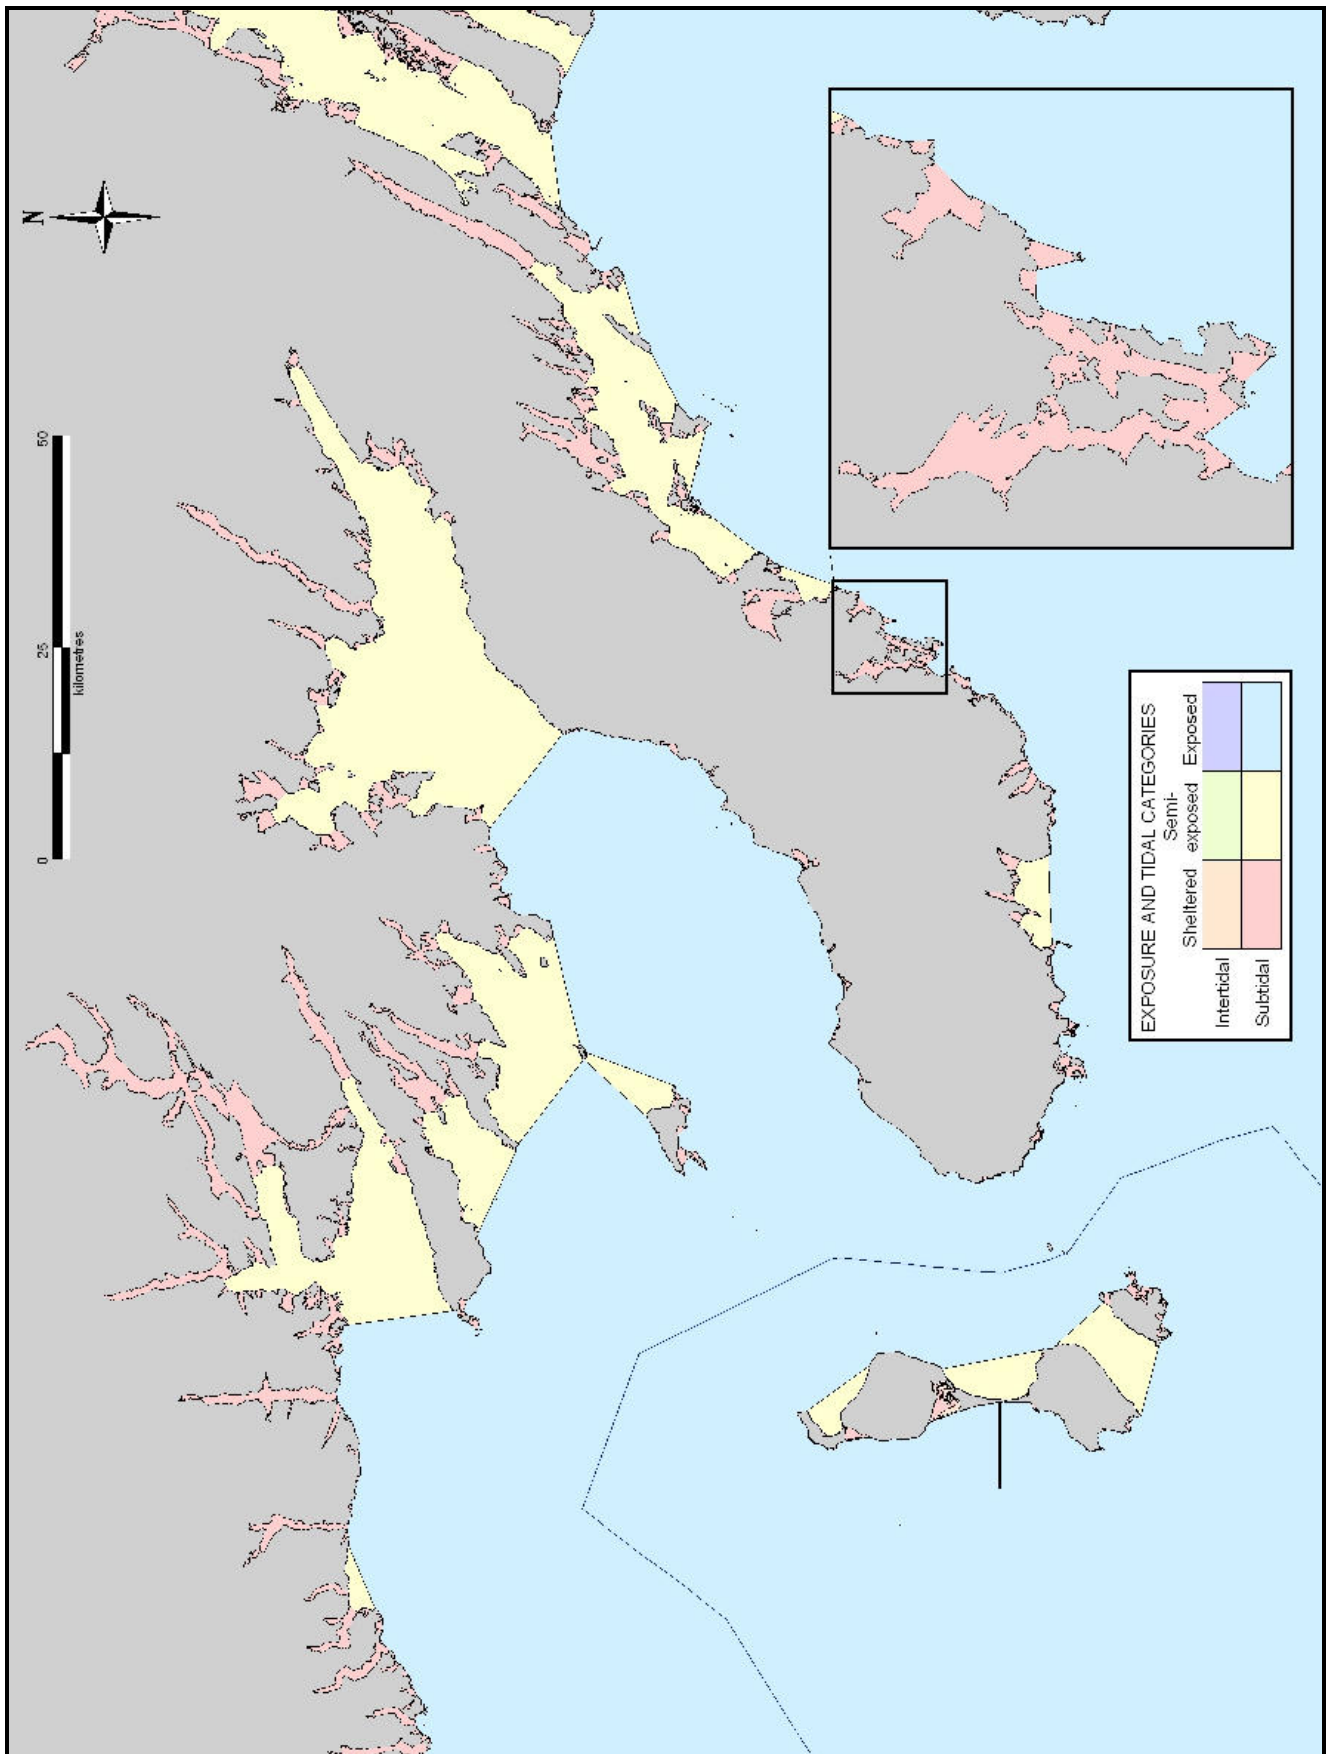 N
0
25
50
kilometres
EXPOSURE AND TIDAL CATEGORIES
Semi-
Sheltered exposed Exposed
Intertidal
Subtidal